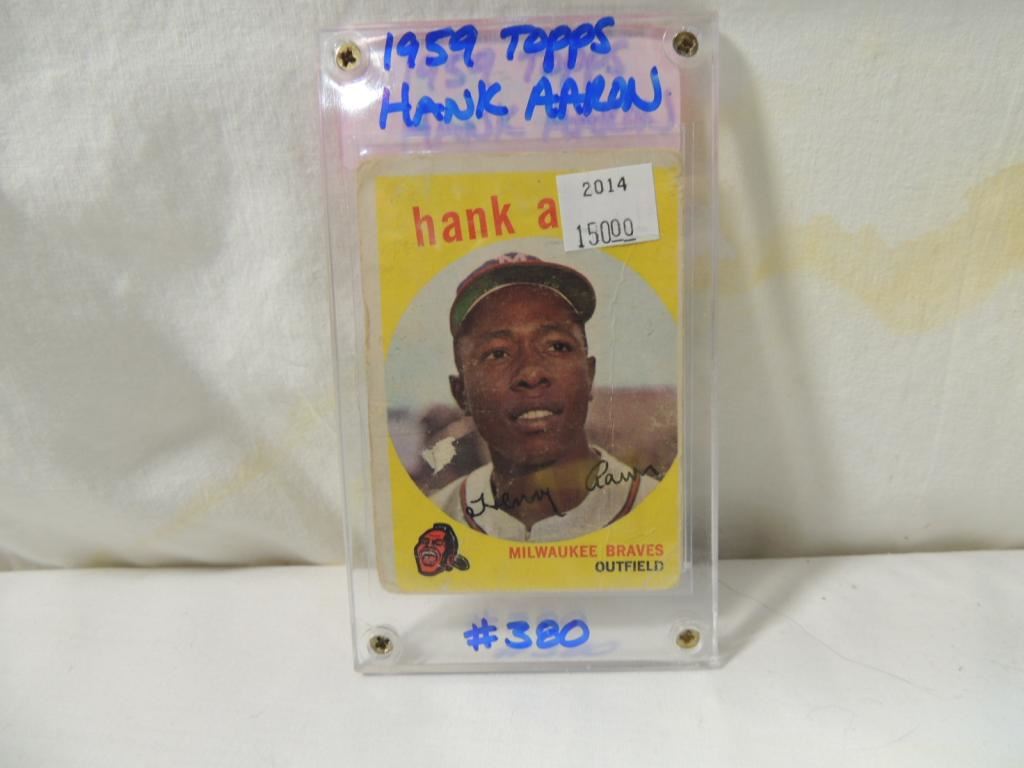 1959 TOPPS
HANK AARON
2014
hank a
15000
M
Henry Aaron
MILWAUKEE BRAVES
OUTFIELD
#380